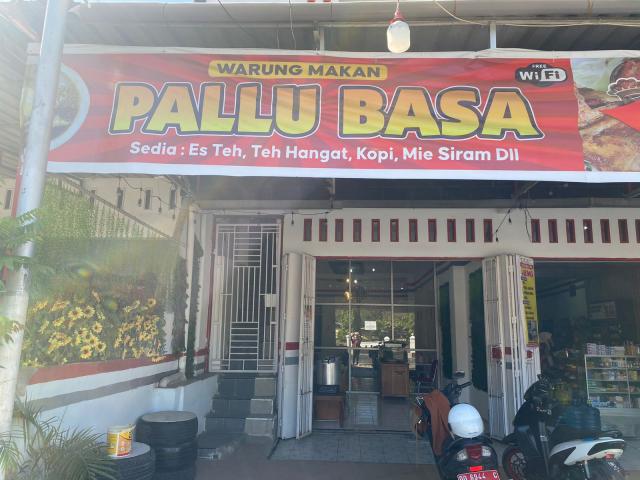 WARUNG MAKAN
FREE
WiFi
PALLU BASA
Sedia : Es Teh, Teh Hangat, Kopi, Mie Siram Dll